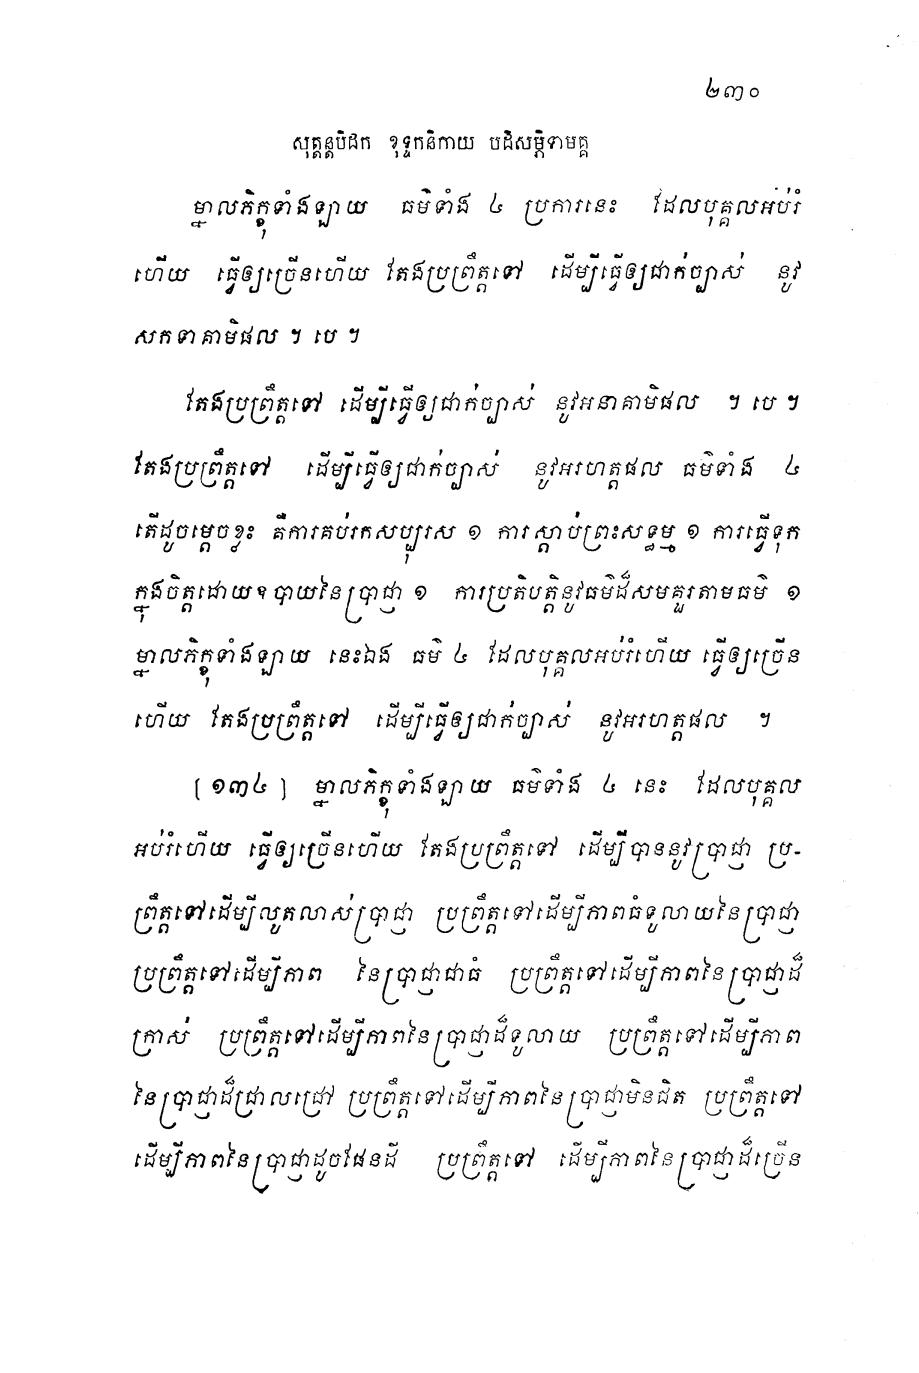 ២៣០
សុត្តន្តបិដក ខុទ្ទកនិកាយ បដិសម្ភិទាមគ្គ
ម្នាលភិក្ខុទាំងឡាយ ធម៌ទាំង ៤ ប្រការនេះ ដែលបុគ្គលអប់រំ
ហើយ ធ្វើឲ្យច្រើនហើយ តែងប្រព្រឹត្តទៅ ដើម្បីធ្វើឲ្យជាក់ច្បាស់ នូវ
សកទាគាមិផល ។ បេ ។
តែងប្រព្រឹត្តទៅ ដើម្បីធ្វើឲ្យជាក់ច្បាស់ នូវអនាគាមិផល ។ បេ ។
តែងប្រព្រឹត្តទៅ ដើម្បីធ្វើឲ្យជាក់ច្បាស់ នូវអរហត្តផល ធម៌ទាំង ៤
តើដូចម្តេចខ្លះ គឺការគប់រកសប្បុរស ១ ការស្តាប់ព្រះសទ្ធម្ម ១ ការធ្វើទុក
ក្នុងចិត្តដោយឧបាយនៃប្រាជ្ញា ១ ការប្រតិបត្តិនូវធម៌ដ៏សមគួរតាមធម៌ ១
ម្នាលភិក្ខុទាំងឡាយ នេះឯង ធម៌ ៤ ដែលបុគ្គលអប់រំហើយ ធ្វើឲ្យច្រើន
ហើយ តែងប្រព្រឹត្តទៅ ដើម្បីធ្វើឲ្យជាក់ច្បាស់ នូវអរហត្តផល ។
[១៣៤] ម្នាលភិក្ខុទាំងឡាយ ធម៌ទាំង ៤ នេះ ដែលបុគ្គល
អប់រំហើយ ធ្វើឲ្យច្រើនហើយ តែងប្រព្រឹត្តទៅ ដើម្បីបាននូវប្រាជ្ញា ប្រ-
ព្រឹត្តទៅដើម្បីលូតលាស់ប្រាជ្ញា ប្រព្រឹត្តទៅដើម្បីភាពធំទូលាយនៃប្រាជ្ញា
ប្រព្រឹត្តទៅដើម្បីភាព នៃប្រាជ្ញាជាធំ ប្រព្រឹត្តទៅដើម្បីភាពនៃប្រាជ្ញាដ៏
ក្រាស់ ប្រព្រឹត្តទៅដើម្បីភាពនៃប្រាជ្ញាដ៏ទូលាយ ប្រព្រឹត្តទៅដើម្បីភាព
នៃប្រាជ្ញាដ៏ជ្រាលជ្រៅ ប្រព្រឹត្តទៅដើម្បីភាពនៃប្រាជ្ញាមិនជិត ប្រព្រឹត្តទៅ
ដើម្បីភាពនៃប្រាជ្ញាដូចផែនដី ប្រព្រឹត្តទៅ ដើម្បីភាពនៃប្រាជ្ញាដ៏ច្រើន